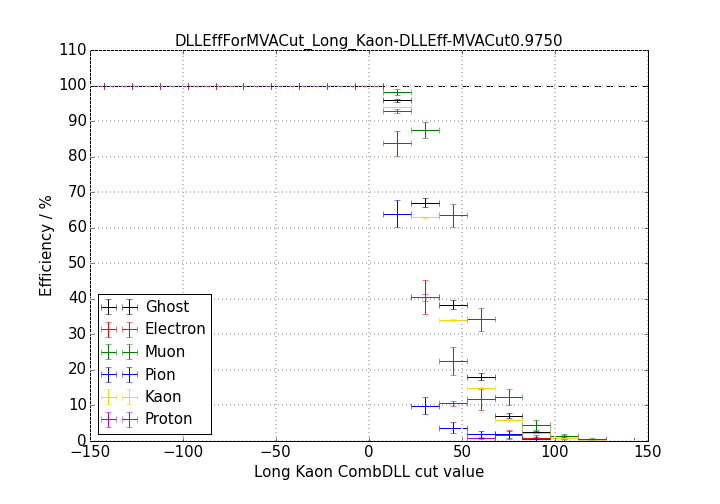 DLLEffForMVACut_Long_Kaon-DLLEff-MVACut0.9750
110
100
90
80
70
60
50
40
30
20
10
0
Efficiency / %
Ghost
Electron
Muon
Pion
Kaon
Proton
−150 −100 −50 0 50 100 150
Long Kaon CombDLL cut value